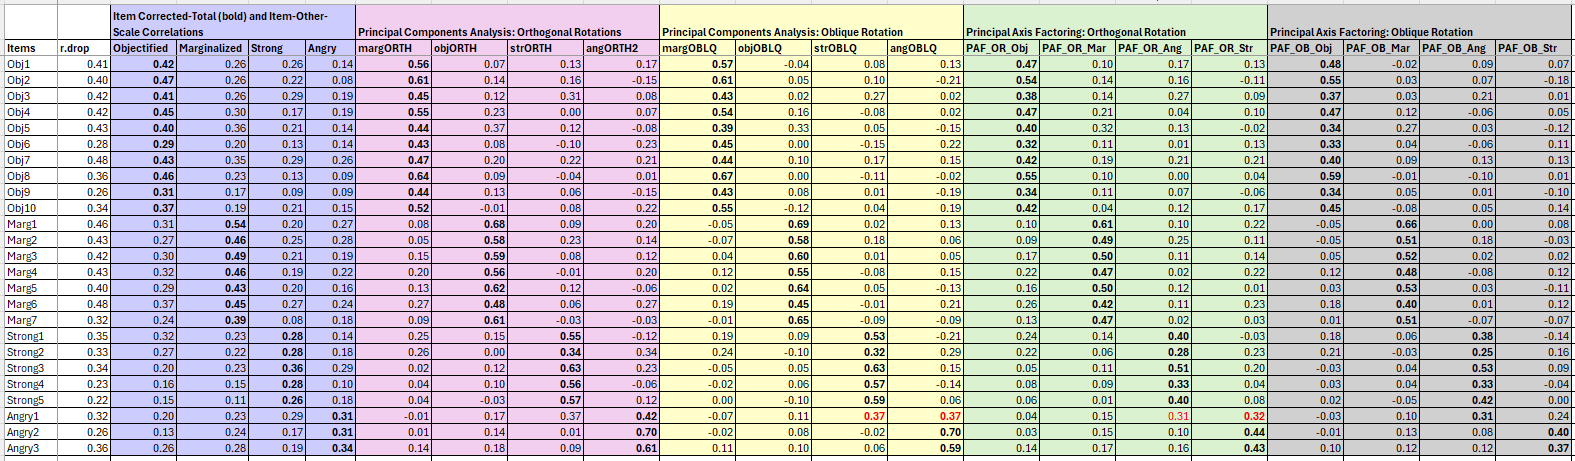 Item Corrected-Total (bold) and Item-Other-Scale Correlations Principal Components Analysis: Orthogonal Rotations Principal Components Analysis: Oblique Rotation Principal Axis Factoring: Orthogonal Rotation Principal Axis Factoring: Oblique Rotation
Items r.drop Objectified Marginalized Strong Angry margORTH objORTH strORTH angORTH2 margOBLQ objOBLQ strOBLQ angOBLQ PAF_OR_Obj PAF_OR_Mar PAF_OR_Ang PAF_OR_Str PAF_OB_Obj PAF_OB_Mar PAF_OB_Ang PAF_OB_Str
Obj1 0.41 0.42 0.26 0.26 0.14 0.56 0.07 0.13 0.17 0.57 -0.04 0.08 0.13 0.47 0.10 0.17 0.13 0.48 -0.02 0.09 0.07
Obj2 0.40 0.47 0.26 0.22 0.08 0.61 0.14 0.16 -0.15 0.61 0.05 0.10 -0.21 0.54 0.14 0.16 -0.11 0.55 0.03 0.07 -0.18
Obj3 0.42 0.41 0.26 0.29 0.19 0.45 0.12 0.31 0.08 0.43 0.02 0.27 0.02 0.38 0.14 0.27 0.09 0.37 0.03 0.21 0.01
Obj4 0.42 0.45 0.30 0.17 0.19 0.55 0.23 0.00 0.07 0.54 0.16 -0.08 0.02 0.47 0.21 0.04 0.10 0.47 0.12 -0.06 0.05
Obj5 0.43 0.40 0.36 0.21 0.14 0.44 0.37 0.12 -0.08 0.39 0.33 0.05 -0.15 0.40 0.32 0.13 -0.02 0.34 0.27 0.03 -0.12
Obj6 0.28 0.29 0.20 0.13 0.14 0.43 0.08 -0.10 0.23 0.45 0.00 -0.15 0.22 0.32 0.11 0.01 0.13 0.33 0.04 -0.06 0.11
Obj7 0.48 0.43 0.35 0.29 0.26 0.47 0.20 0.22 0.21 0.44 0.10 0.17 0.15 0.42 0.19 0.21 0.21 0.40 0.09 0.13 0.13
Obj8 0.36 0.46 0.23 0.13 0.09 0.64 0.09 -0.04 0.01 0.67 0.00 -0.11 -0.02 0.55 0.10 0.00 0.04 0.59 -0.01 -0.10 0.01
Obj9 0.26 0.31 0.17 0.09 0.09 0.44 0.13 0.06 -0.15 0.43 0.08 0.01 -0.19 0.34 0.11 0.07 -0.06 0.34 0.05 0.01 -0.10
Obj10 0.34 0.37 0.19 0.21 0.15 0.52 -0.01 0.08 0.22 0.55 -0.12 0.04 0.19 0.42 0.04 0.12 0.17 0.45 -0.08 0.05 0.14
Marg1 0.46 0.31 0.54 0.20 0.27 0.08 0.68 0.09 0.20 -0.05 0.69 0.02 0.13 0.10 0.61 0.10 0.22 -0.05 0.66 0.00 0.08
Marg2 0.43 0.27 0.46 0.25 0.28 0.05 0.58 0.23 0.14 -0.07 0.58 0.18 0.06 0.09 0.49 0.25 0.11 -0.05 0.51 0.18 -0.03
Marg3 0.42 0.30 0.49 0.21 0.19 0.15 0.59 0.08 0.12 0.04 0.60 0.01 0.05 0.17 0.50 0.11 0.14 0.05 0.52 0.02 0.02
Marg4 0.43 0.32 0.46 0.19 0.22 0.20 0.56 -0.01 0.20 0.12 0.55 -0.08 0.15 0.22 0.47 0.02 0.22 0.12 0.48 -0.08 0.12
Marg5 0.40 0.29 0.43 0.20 0.16 0.13 0.62 0.12 -0.06 0.02 0.64 0.05 -0.13 0.16 0.50 0.12 0.01 0.03 0.53 0.03 -0.11
Marg6 0.48 0.37 0.45 0.27 0.24 0.27 0.48 0.06 0.27 0.19 0.45 -0.01 0.21 0.26 0.42 0.11 0.23 0.18 0.40 0.01 0.12
Marg7 0.32 0.24 0.39 0.08 0.18 0.09 0.61 -0.03 -0.03 -0.01 0.65 -0.09 -0.09 0.13 0.47 0.02 0.03 0.01 0.51 -0.07 -0.07
Strong1 0.35 0.32 0.23 0.28 0.14 0.25 0.15 0.55 -0.12 0.19 0.09 0.53 -0.21 0.24 0.14 0.40 -0.03 0.18 0.06 0.38 -0.14
Strong2 0.33 0.27 0.22 0.28 0.18 0.26 0.00 0.34 0.34 0.24 -0.10 0.32 0.29 0.22 0.06 0.28 0.23 0.21 -0.03 0.25 0.16
Strong3 0.34 0.20 0.23 0.36 0.29 0.02 0.12 0.63 0.23 -0.05 0.05 0.63 0.15 0.05 0.11 0.51 0.20 -0.03 0.04 0.53 0.09
Strong4 0.23 0.16 0.15 0.28 0.10 0.04 0.10 0.56 -0.06 -0.02 0.06 0.57 -0.14 0.08 0.09 0.33 0.04 0.04 0.04 0.33 -0.04
Strong5 0.22 0.15 0.11 0.26 0.18 0.04 -0.03 0.57 0.12 0.00 -0.10 0.59 0.06 0.06 0.01 0.40 0.08 0.02 -0.05 0.42 0.00
Angry1 0.32 0.20 0.23 0.29 0.31 -0.01 0.17 0.37 0.42 -0.07 0.11 0.37 0.37 0.04 0.15 0.31 0.32 -0.03 0.10 0.31 0.24
Angry2 0.26 0.13 0.24 0.17 0.31 0.01 0.14 0.01 0.70 -0.02 0.08 -0.02 0.70 0.03 0.15 0.10 0.44 -0.01 0.13 0.08 0.40
Angry3 0.36 0.26 0.28 0.19 0.34 0.14 0.18 0.09 0.61 0.11 0.10 0.06 0.59 0.14 0.17 0.16 0.43 0.10 0.12 0.12 0.37